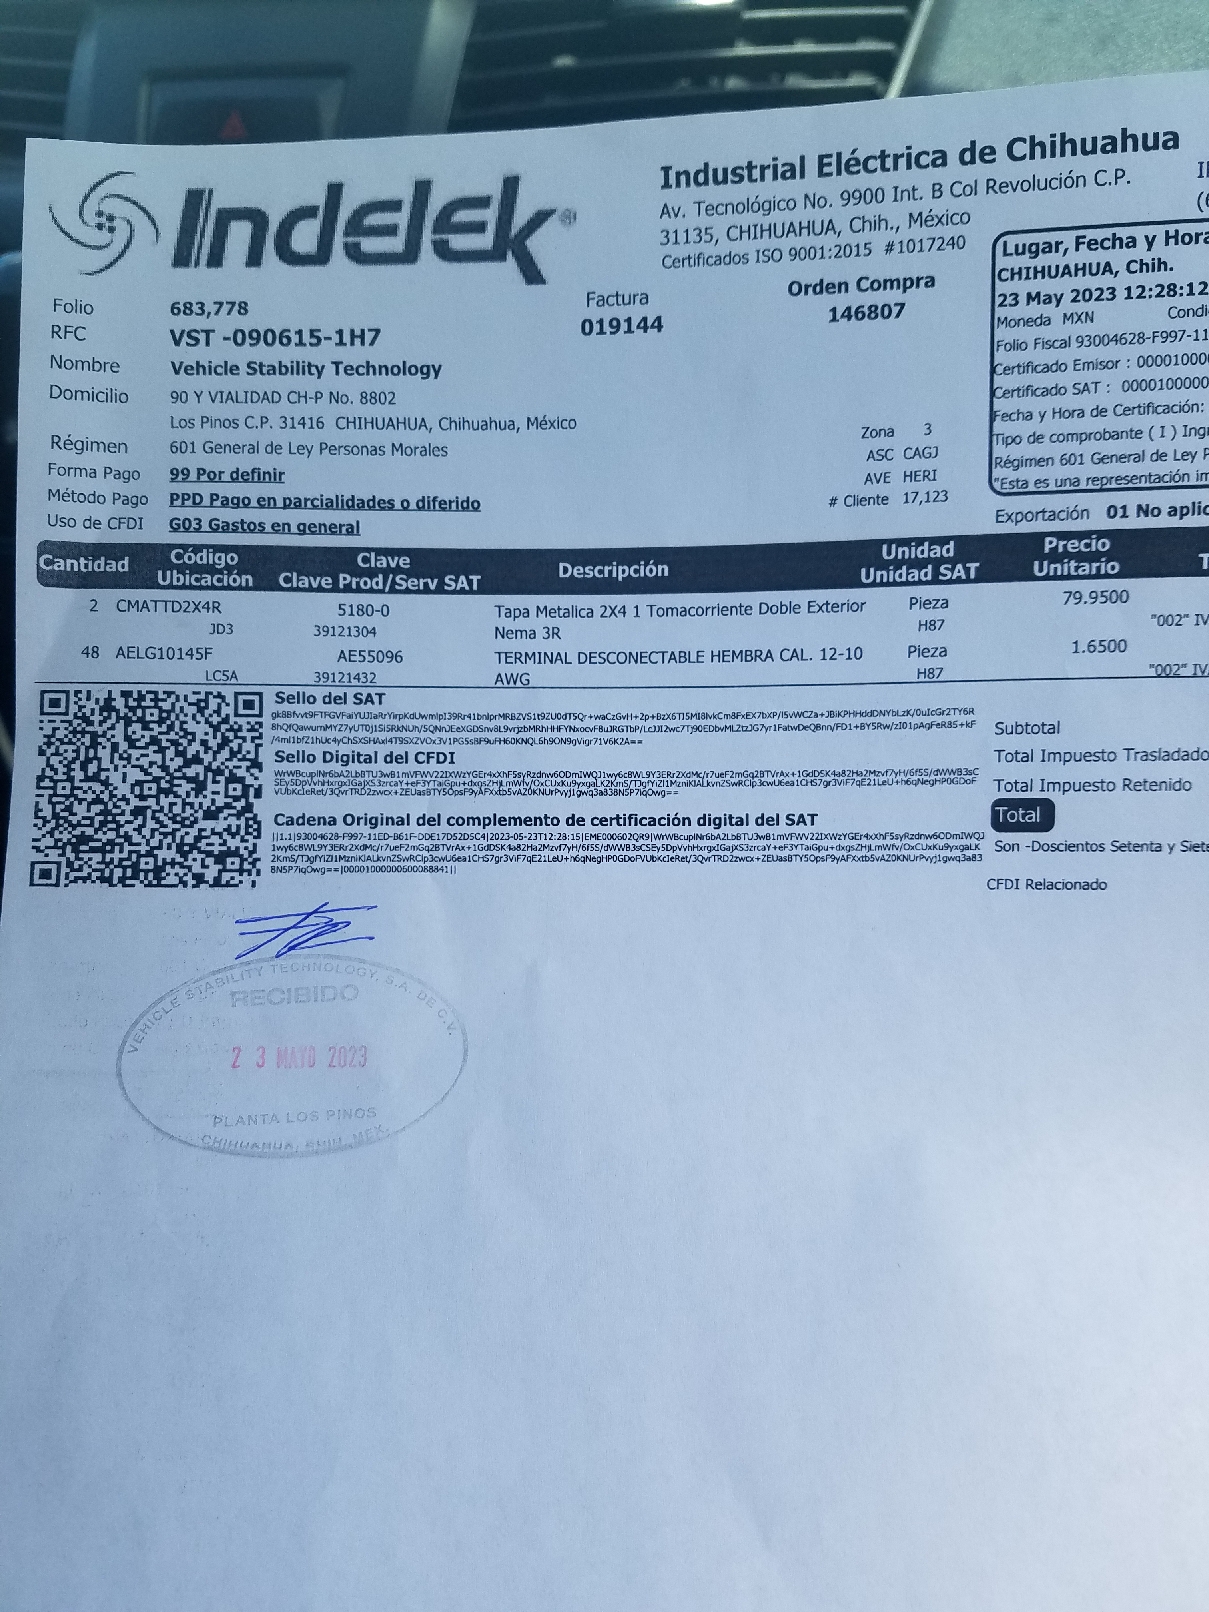 Indelek®
Industrial Eléctrica de Chihuahua
Av. Tecnológico No. 9900 Int. B Col Revolución C.P.
31135, CHIHUAHUA, Chih., México
Certificados ISO 9001:2015 #1017240
Lugar, Fecha y Hora
CHIHUAHUA, Chih.
23 May 2023 12:28:12
Moneda MXN Condi
Folio Fiscal 93004628-F997-11
Certificado Emisor : 00001000
Certificado SAT : 0000100000
Fecha y Hora de Certificación:
Tipo de comprobante ( I ) Ingr
Régimen 601 General de Ley P
"Esta es una representación im
Exportación 01 No aplic
Factura
019144
Orden Compra
146807
Folio 683,778
RFC VST -090615-1H7
Nombre Vehicle Stability Technology
Domicilio 90 Y VIALIDAD CH-P No. 8802
Los Pinos C.P. 31416 CHIHUAHUA, Chihuahua, México
Régimen 601 General de Ley Personas Morales
Forma Pago 99 Por definir
Método Pago PPD Pago en parcialidades o diferido
Uso de CFDI G03 Gastos en general
Zona 3
ASC CAGJ
AVE HERI
# Cliente 17,123
Cantidad Código Ubicación Clave Clave Prod/Serv SAT Descripción Unidad Unidad SAT Precio Unitario T
2 CMATTD2X4R 5180-0 Tapa Metalica 2X4 1 Tomacorriente Doble Exterior Pieza 79.9500
JD3 39121304 Nema 3R H87 "002" IV
48 AELG10145F AE55096 TERMINAL DESCONECTABLE HEMBRA CAL. 12-10 Pieza 1.6500
LC5A 39121432 AWG H87 "002" IV
Sello del SAT
Sello Digital del CFDI
Cadena Original del complemento de certificación digital del SAT
Subtotal
Total Impuesto Trasladado
Total Impuesto Retenido
Total
Son -Doscientos Setenta y Siete
CFDI Relacionado
VEHICLE STABILITY TECHNOLOGY, S.A. DE C.V.
RECIBIDO
23 MAYO 2023
PLANTA LOS PINOS
CHIHUAHUA, CHIH., MEX.